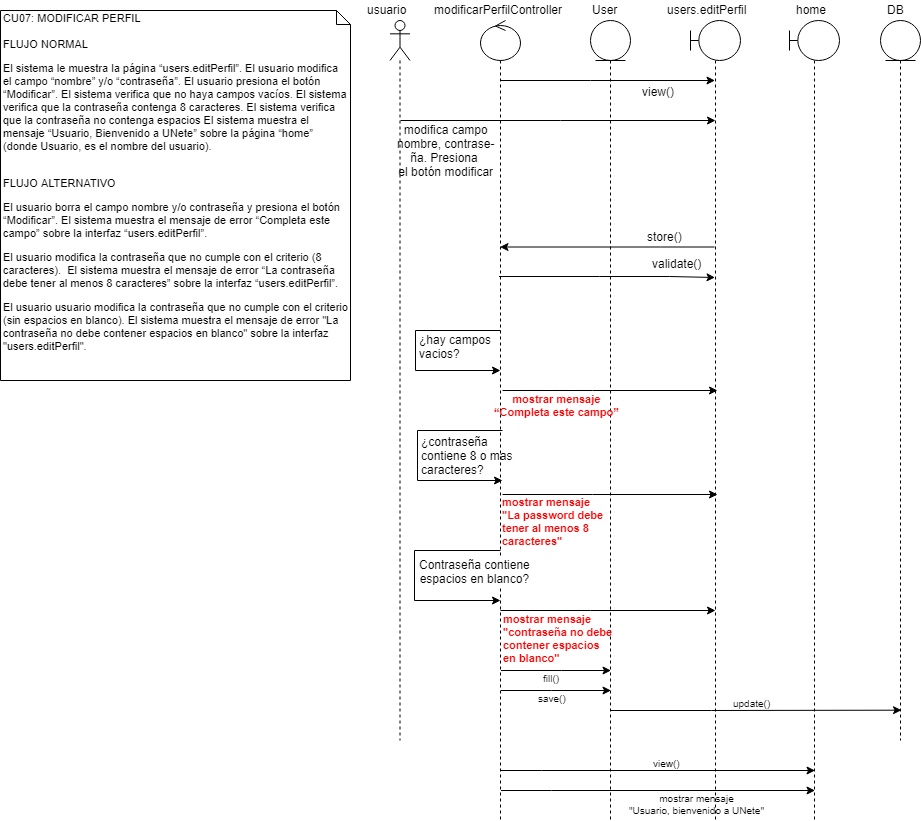 CU07: MODIFICAR PERFIL
FLUJO NORMAL
El sistema le muestra la página “users.editPerfil”. El usuario modifica
el campo “nombre” y/o “contraseña”. El usuario presiona el botón
“Modificar”. El sistema verifica que no haya campos vacíos. El sistema
verifica que la contraseña contenga 8 caracteres. El sistema verifica
que la contraseña no contenga espacios El sistema muestra el
mensaje “Usuario, Bienvenido a UNete” sobre la página “home”
(donde Usuario, es el nombre del usuario).
FLUJO ALTERNATIVO
El usuario borra el campo nombre y/o contraseña y presiona el botón
“Modificar”. El sistema muestra el mensaje de error “Completa este
campo” sobre la interfaz “users.editPerfil”.
El usuario modifica la contraseña que no cumple con el criterio (8
caracteres).  El sistema muestra el mensaje de error “La contraseña
debe tener al menos 8 caracteres” sobre la interfaz “users.editPerfil”.
El usuario usuario modifica la contraseña que no cumple con el criterio
(sin espacios en blanco). El sistema muestra el mensaje de error "La
contraseña no debe contener espacios en blanco" sobre la interfaz
"users.editPerfil".
usuario
modificarPerfilController
User
users.editPerfil
home
DB
view()
modifica campo
nombre, contrase-
ña. Presiona
el botón modificar
store()
validate()
¿hay campos
vacios?
mostrar mensaje
“Completa este campo”
¿contraseña
contiene 8 o mas
caracteres?
mostrar mensaje
"La password debe
tener al menos 8
caracteres"
Contraseña contiene
espacios en blanco?
mostrar mensaje
"contraseña no debe
contener espacios
en blanco"
fill()
save()
update()
view()
mostrar mensaje
"Usuario, bienvenido a UNete"